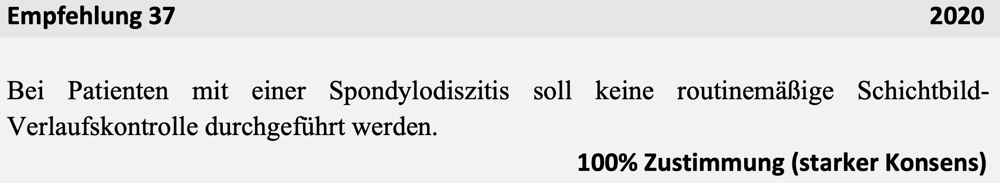 Empfehlung 37 2020
Bei Patienten mit einer Spondylodiszitis soll keine routinemäßige Schichtbild-
Verlaufskontrolle durchgeführt werden.
100% Zustimmung (starker Konsens)